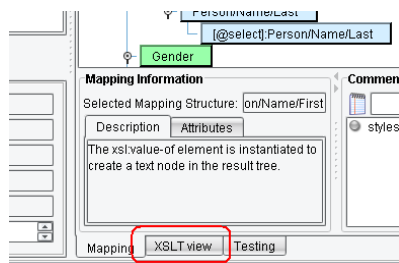 Person/Name/Last
[@select]:Person/Name/Last
Gender
Mapping Information
Commen
Selected Mapping Structure: on/Name/First
Description Attributes
styles
The xsl:value-of element is instantiated to
create a text node in the result tree.
Mapping XSLT view Testing